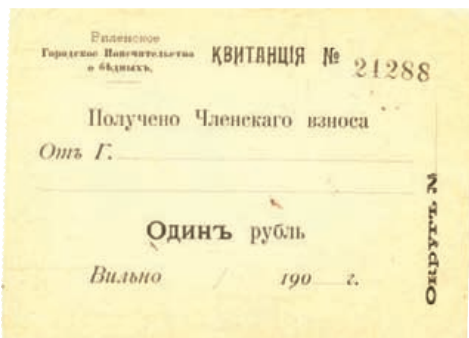 Виленское
Городское Попечительство
о бѣдныхъ.
КВИТАНЦІЯ № 21288
Получено Членскаго взноса
Отъ Г.
Одинъ рубль
Вильно 190 г.
Округъ №